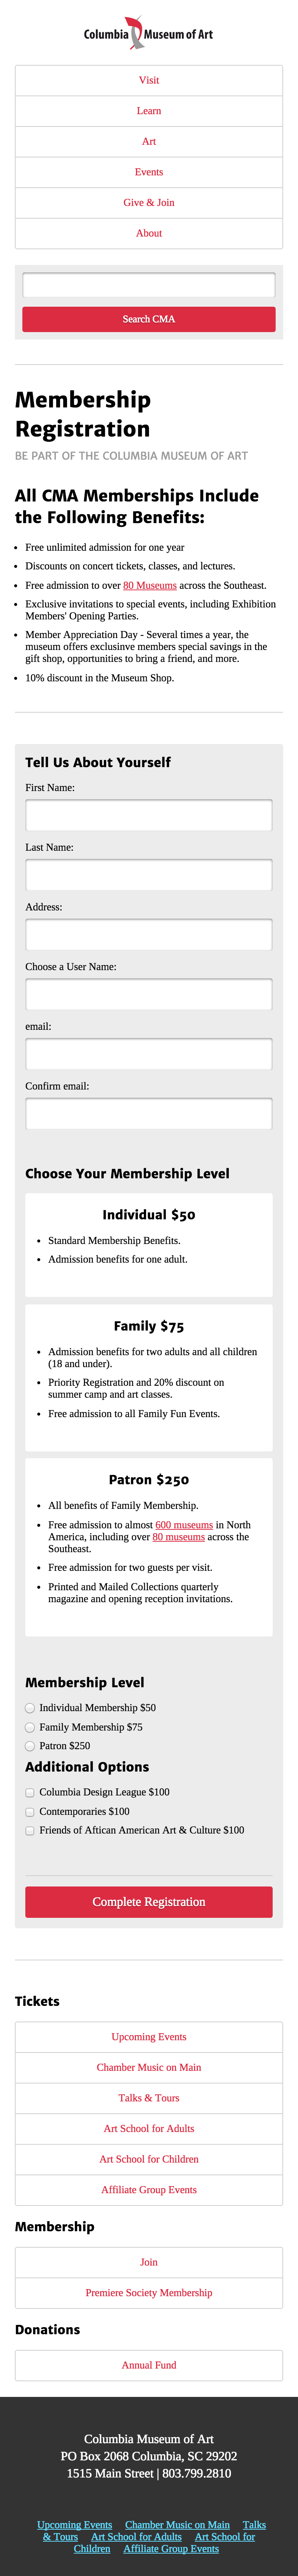 Columbia Museum of Art
Visit
Learn
Art
Events
Give & Join
About
Search CMA
Membership
Registration
BE PART OF THE COLUMBIA MUSEUM OF ART
All CMA Memberships Include
the Following Benefits:
• Free unlimited admission for one year
• Discounts on concert tickets, classes, and lectures.
• Free admission to over 80 Museums across the Southeast.
• Exclusive invitations to special events, including Exhibition
Members' Opening Parties.
• Member Appreciation Day - Several times a year, the
museum offers exclusinve members special savings in the
gift shop, opportunities to bring a friend, and more.
• 10% discount in the Museum Shop.
Tell Us About Yourself
First Name:
Last Name:
Address:
Choose a User Name:
email:
Confirm email:
Choose Your Membership Level
Individual $50
• Standard Membership Benefits.
• Admission benefits for one adult.
Family $75
• Admission benefits for two adults and all children
(18 and under).
• Priority Registration and 20% discount on
summer camp and art classes.
• Free admission to all Family Fun Events.
Patron $250
• All benefits of Family Membership.
• Free admission to almost 600 museums in North
America, including over 80 museums across the
Southeast.
• Free admission for two guests per visit.
• Printed and Mailed Collections quarterly
magazine and opening reception invitations.
Membership Level
Individual Membership $50
Family Membership $75
Patron $250
Additional Options
Columbia Design League $100
Contemporaries $100
Friends of Aftican American Art & Culture $100
Complete Registration
Tickets
Upcoming Events
Chamber Music on Main
Talks & Tours
Art School for Adults
Art School for Children
Affiliate Group Events
Membership
Join
Premiere Society Membership
Donations
Annual Fund
Columbia Museum of Art
PO Box 2068 Columbia, SC 29202
1515 Main Street | 803.799.2810
Upcoming Events Chamber Music on Main Talks
& Tours Art School for Adults Art School for
Children Affiliate Group Events